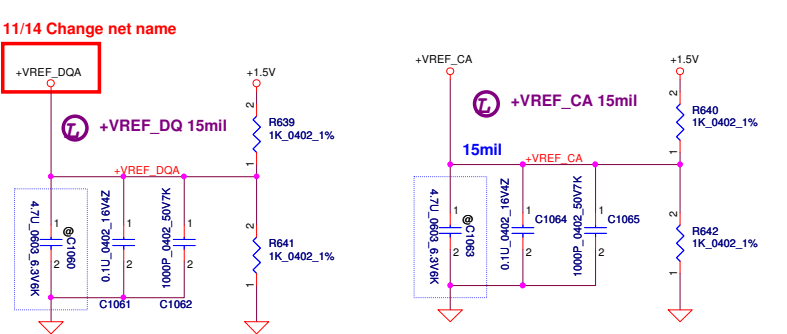 11/14 Change net name
+VREF_DQA
+1.5V
+VREF_DQ 15mil
2
R639
1K_0402_1%
1
+VREF_DQA
4.7U_0603_6.3V6K
@
C1060
1
2
0.1U_0402_16V4Z
1
2
C1061
1000P_0402_50V7K
1
2
C1062
2
R641
1K_0402_1%
1
+VREF_CA
+1.5V
+VREF_CA 15mil
2
R640
1K_0402_1%
1
15mil
+VREF_CA
4.7U_0603_6.3V6K
@
C1063
1
2
0.1U_0402_16V4Z
1
C1064
2
1000P_0402_50V7K
1
C1065
2
2
R642
1K_0402_1%
1